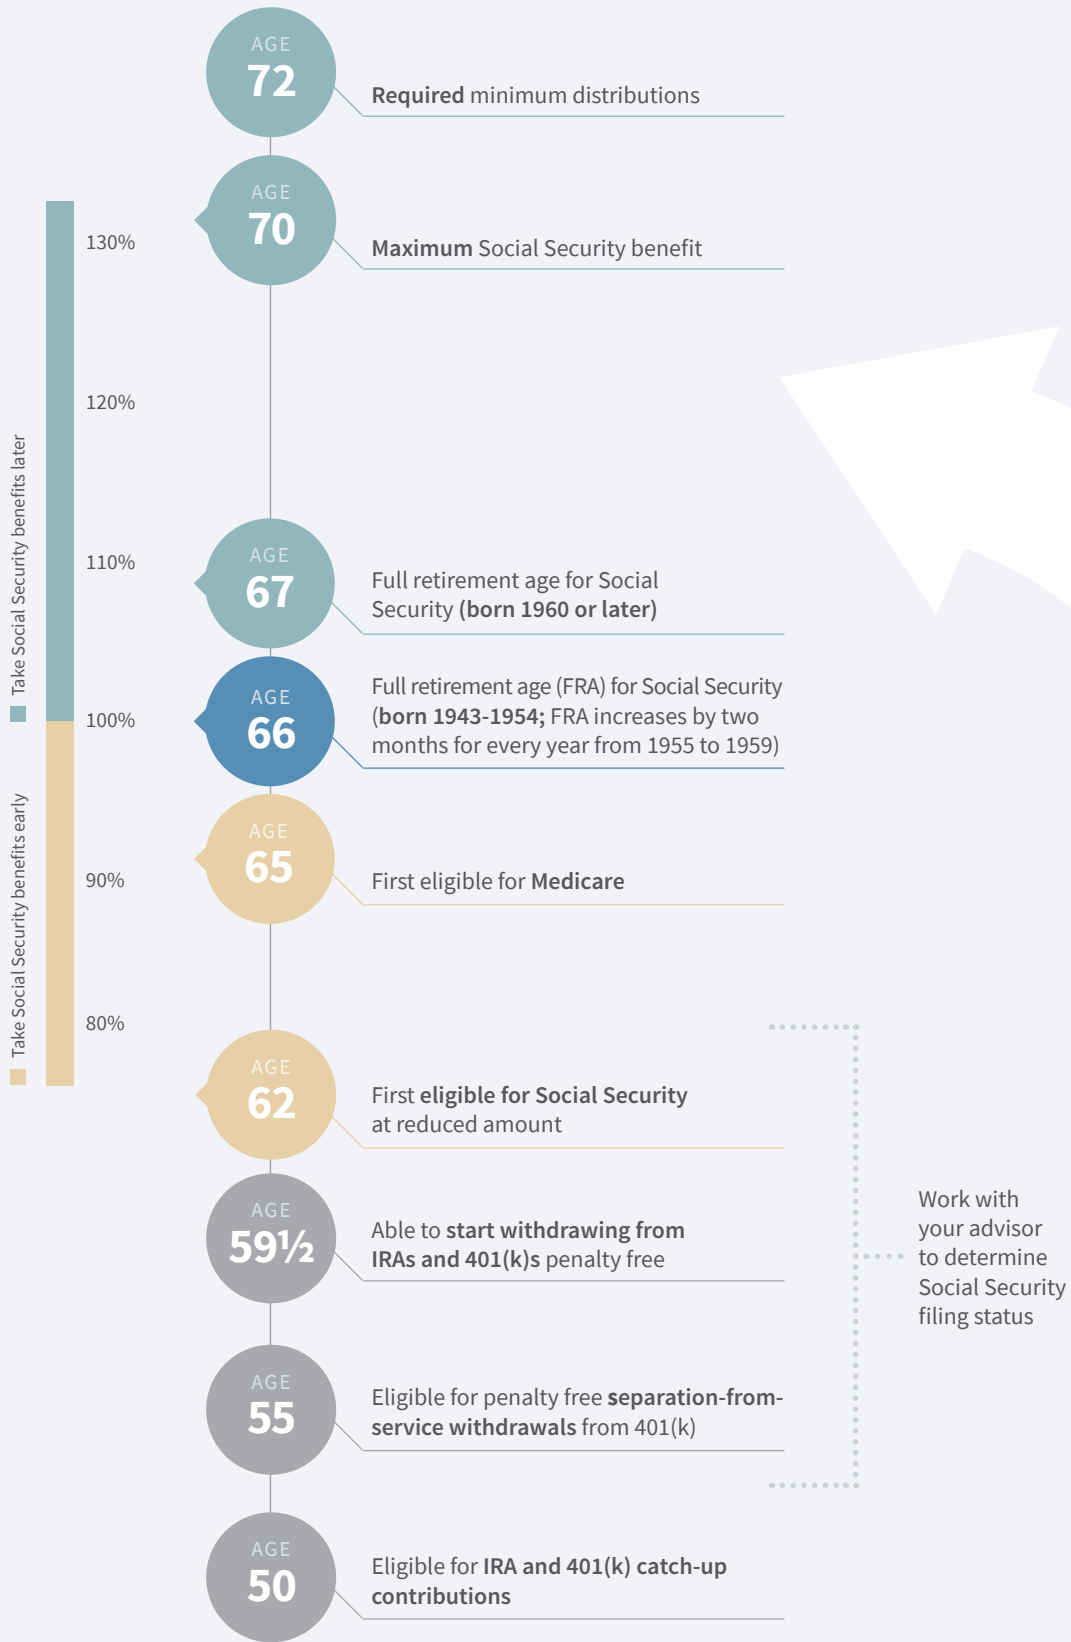 AGE
72
Required minimum distributions
AGE
70
Maximum Social Security benefit
130%
120%
110%
100%
90%
80%
Take Social Security benefits later
Take Social Security benefits early
AGE
67
Full retirement age for Social
Security (born 1960 or later)
AGE
66
Full retirement age (FRA) for Social Security
(born 1943-1954; FRA increases by two
months for every year from 1955 to 1959)
AGE
65
First eligible for Medicare
AGE
62
First eligible for Social Security
at reduced amount
AGE
59½
Able to start withdrawing from
IRAs and 401(k)s penalty free
AGE
55
Eligible for penalty free separation-from-
service withdrawals from 401(k)
AGE
50
Eligible for IRA and 401(k) catch-up
contributions
Work with
your advisor
to determine
Social Security
filing status